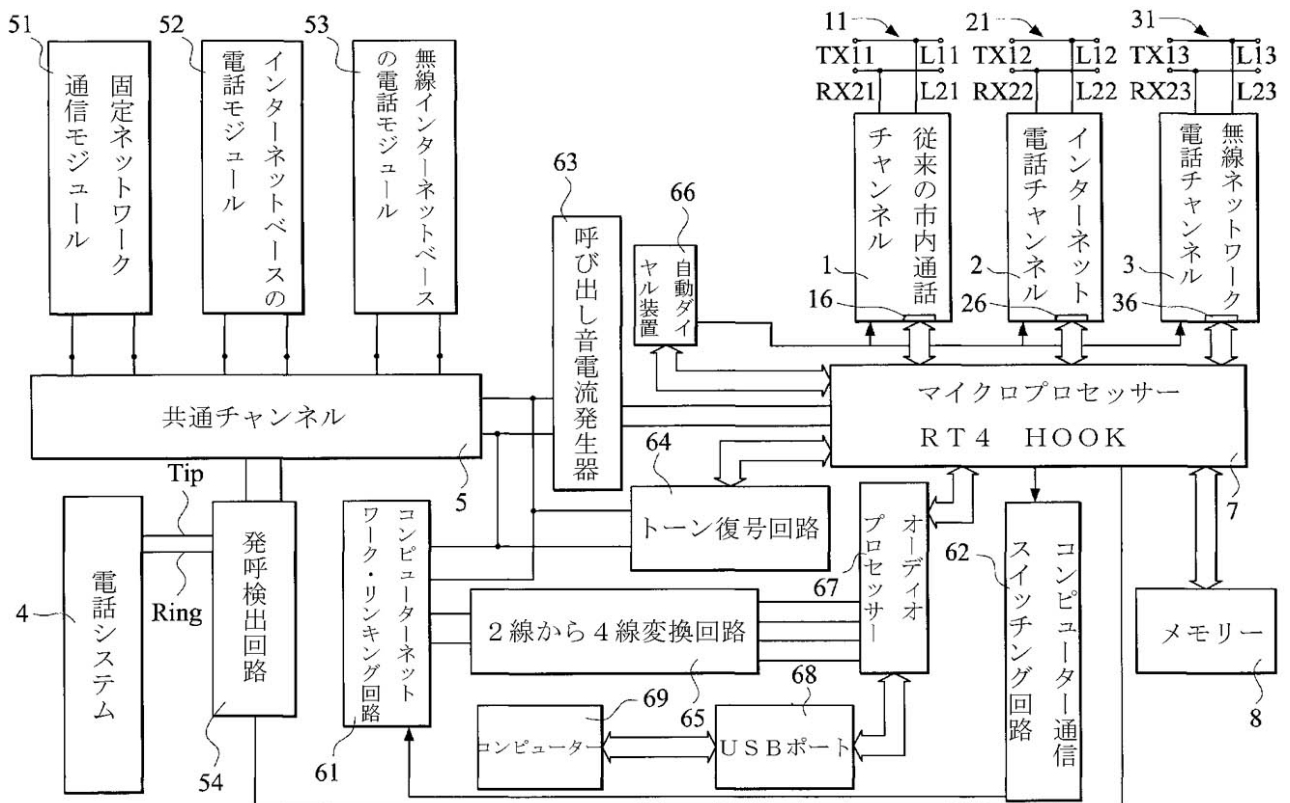 51
固定ネットワーク
通信モジュール
52
インターネットベースの
電話モジュール
53
無線インターネットベース
の電話モジュール
11
TX11
L11
RX21
L21
21
TX12
L12
RX22
L22
31
TX13
L13
RX23
L23
従来の市内通話
チャンネル
1
16
インターネット
電話チャンネル
2
26
無線ネットワーク
電話チャンネル
3
36
63
呼び出し音電流発生器
66
自動ダイ
ヤル装置
共通チャンネル
5
マイクロプロセッサー
RT4 HOOK
7
Tip
Ring
電話システム
4
発呼検出回路
54
コンピューターネット
ワーク・リンキング回路
61
64
トーン復号回路
2線から4線変換回路
65
オーディオ
プロセッサー
67
62
コンピューター通信
スイッチング回路
メモリー
8
69
コンピューター
68
USBポート